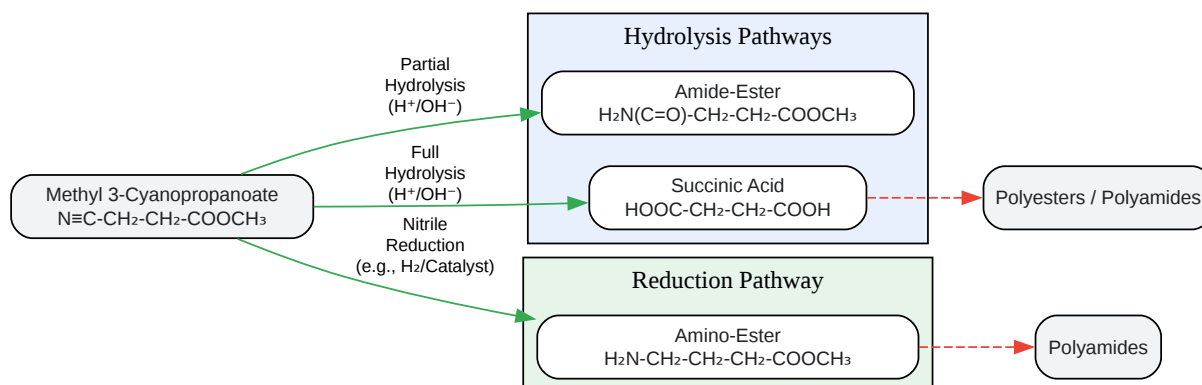 Hydrolysis Pathways
Partial
Hydrolysis
(H⁺/OH⁻)
Amide-Ester
H₂N(C=O)-CH₂-CH₂-COOCH₃
Full
Hydrolysis
(H⁺/OH⁻)
Methyl 3-Cyanopropanoate
N≡C-CH₂-CH₂-COOCH₃
Succinic Acid
HOOC-CH₂-CH₂-COOH
Polyesters / Polyamides
Nitrile
Reduction
(e.g., H₂/Catalyst)
Reduction Pathway
Amino-Ester
H₂N-CH₂-CH₂-CH₂-COOCH₃
Polyamides